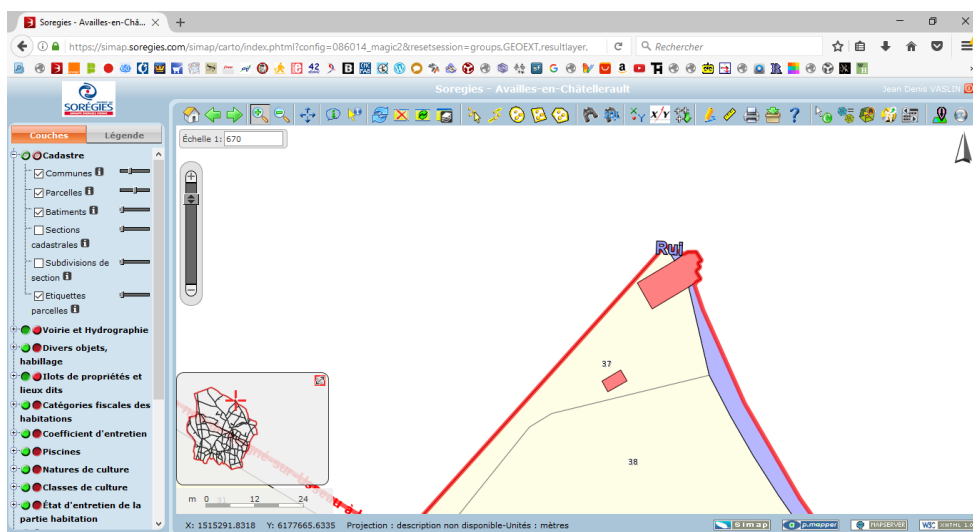 Soregies - Availles-en-Châ...
https://simap.soregies.com/simap/carto/index.phtml?config=086014_magic2&resetsession=groups,GEOEXT.resultlayer.
Rechercher
SORÉGIES
Soregies - Availles-en-Châtellerault
Jean Denis VASLIN
Couches Légende
Échelle 1: 670
Cadastre
Communes
Parcelles
Batiments
Sections
cadastrales
Subdivisions de
section
Etiquettes
parcelles
Voirie et Hydrographie
Divers objets,
habillage
Ilots de propriétés et
lieux dits
Catégories fiscales des
habitations
Coefficient d'entretien
Piscines
Natures de culture
Classes de culture
État d'entretien de la
partie habitation
Rui
37
38
m 0 12 24
X: 1515291.8318 Y: 6177665.6335 Projection : description non disponible-Unités : mètres
Simap
p.mapper
MAPSERVER
W3C XHTML 1.0